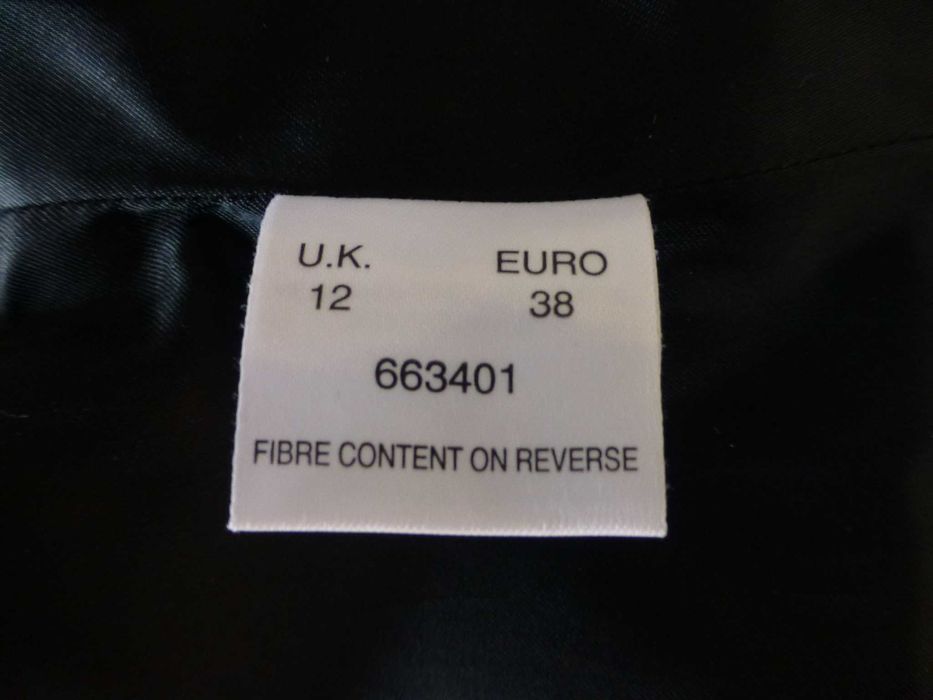 U.K. EURO
12 38
663401
FIBRE CONTENT ON REVERSE